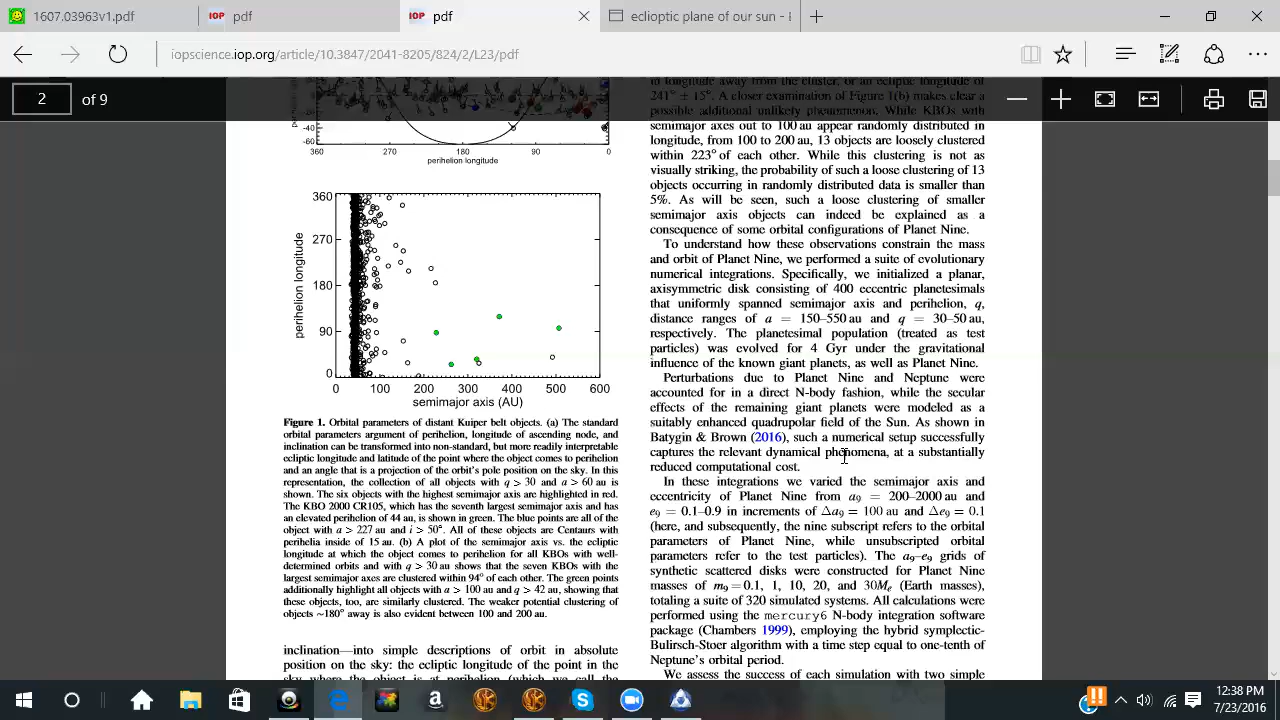 1607.05712v
IOP
IOP
IOP
ecliptic plane
iopscience.iop.org/article/10.3847/2041-8205/824/2/L23/pdf
2 of 9
-40
-60
360 270 180 90 0
perihelion longitude
360
270
180
90
0
perihelion longitude
0 100 200 300 400 500 600
semimajor axis (AU)
Figure 1. Orbital parameters of distant Kuiper belt objects. (a) The standard
orbital parameters argument of perihelion, longitude of ascending node, and
inclination can be transformed into non-standard, but more readily interpretable
ecliptic longitude and latitude of the point where the object comes to perihelion
and an angle that is a projection of the orbit's pole position on the sky. In this
representation, the collection of all objects with q > 30 and a > 60 au is
shown. The six objects with the highest semimajor axis are highlighted in red.
The KBO 2000 CR105, which has the seventh largest semimajor axis and has
an elevated perihelion of 44 au, is shown in green. The blue points are all of the
object with a > 227 au and i > 50°. All of these objects are Centaurs with
perihelia inside of 15 au. (b) A plot of the semimajor axis vs. the ecliptic
longitude at which the object comes to perihelion for all KBOs with well-
determined orbits and with q > 30 au shows that the seven KBOs with the
largest semimajor axes are clustered within 94° of each other. The green points
additionally highlight all objects with a > 100 au and q > 42 au, showing that
these objects, too, are similarly clustered. The weaker potential clustering of
objects ~180° away is also evident between 100 and 200 au.
inclination—into simple descriptions of orbit in absolute
position on the sky: the ecliptic longitude of the point in the
sky where the object is at perihelion (which we call the
in longitude away from the cluster, or an ecliptic longitude of
241° ± 15°. A closer examination of Figure 1(b) makes clear a
possible additional unlikely phenomenon. While KBOs with
semimajor axes out to 100 au appear randomly distributed in
longitude, from 100 to 200 au, 13 objects are loosely clustered
within 223° of each other. While this clustering is not as
visually striking, the probability of such a loose clustering of 13
objects occurring in randomly distributed data is smaller than
5%. As will be seen, such a loose clustering of smaller
semimajor axis objects can indeed be explained as a
consequence of some orbital configurations of Planet Nine.
To understand how these observations constrain the mass
and orbit of Planet Nine, we performed a suite of evolutionary
numerical integrations. Specifically, we initialized a planar,
axisymmetric disk consisting of 400 eccentric planetesimals
that uniformly spanned semimajor axis and perihelion, q,
distance ranges of a = 150–550 au and q = 30–50 au,
respectively. The planetesimal population (treated as test
particles) was evolved for 4 Gyr under the gravitational
influence of the known giant planets, as well as Planet Nine.
Perturbations due to Planet Nine and Neptune were
accounted for in a direct N-body fashion, while the secular
effects of the remaining giant planets were modeled as a
suitably enhanced quadrupolar field of the Sun. As shown in
Batygin & Brown (2016), such a numerical setup successfully
captures the relevant dynamical phenomena, at a substantially
reduced computational cost.
In these integrations we varied the semimajor axis and
eccentricity of Planet Nine from a9 = 200–2000 au and
e9 = 0.1–0.9 in increments of Δa9 = 100 au and Δe9 = 0.1
(here, and subsequently, the nine subscript refers to the orbital
parameters of Planet Nine, while unsubscripted orbital
parameters refer to the test particles). The a9–e9 grids of
synthetic scattered disks were constructed for Planet Nine
masses of m9 = 0.1, 1, 10, 20, and 30Me (Earth masses),
totaling a suite of 320 simulated systems. All calculations were
performed using the mercury6 N-body integration software
package (Chambers 1999), employing the hybrid symplectic-
Bulirsch-Stoer algorithm with a time step equal to one-tenth of
Neptune's orbital period.
We assess the success of each simulation with two simple
12:38 PM
7/23/2016